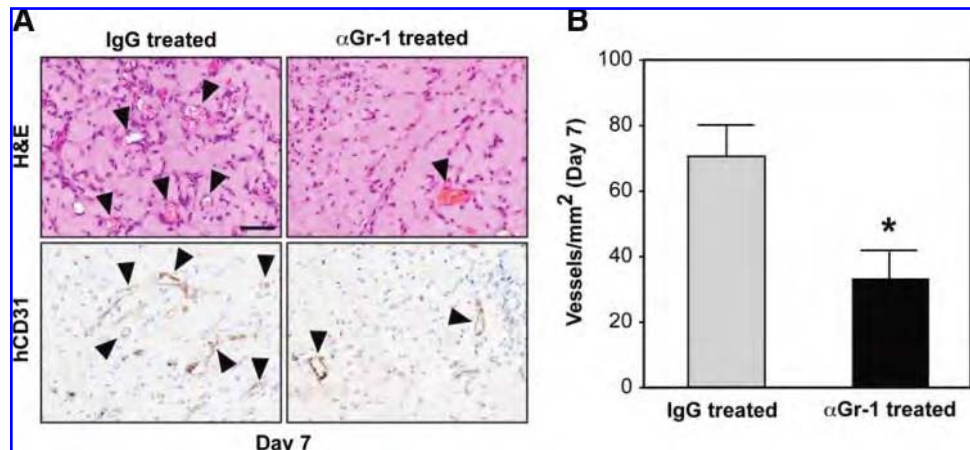 A
IgG treated
αGr-1 treated
H&E
hCD31
Day 7
B
Vessels/mm² (Day 7)
100
80
60
40
20
0
*
IgG treated
αGr-1 treated